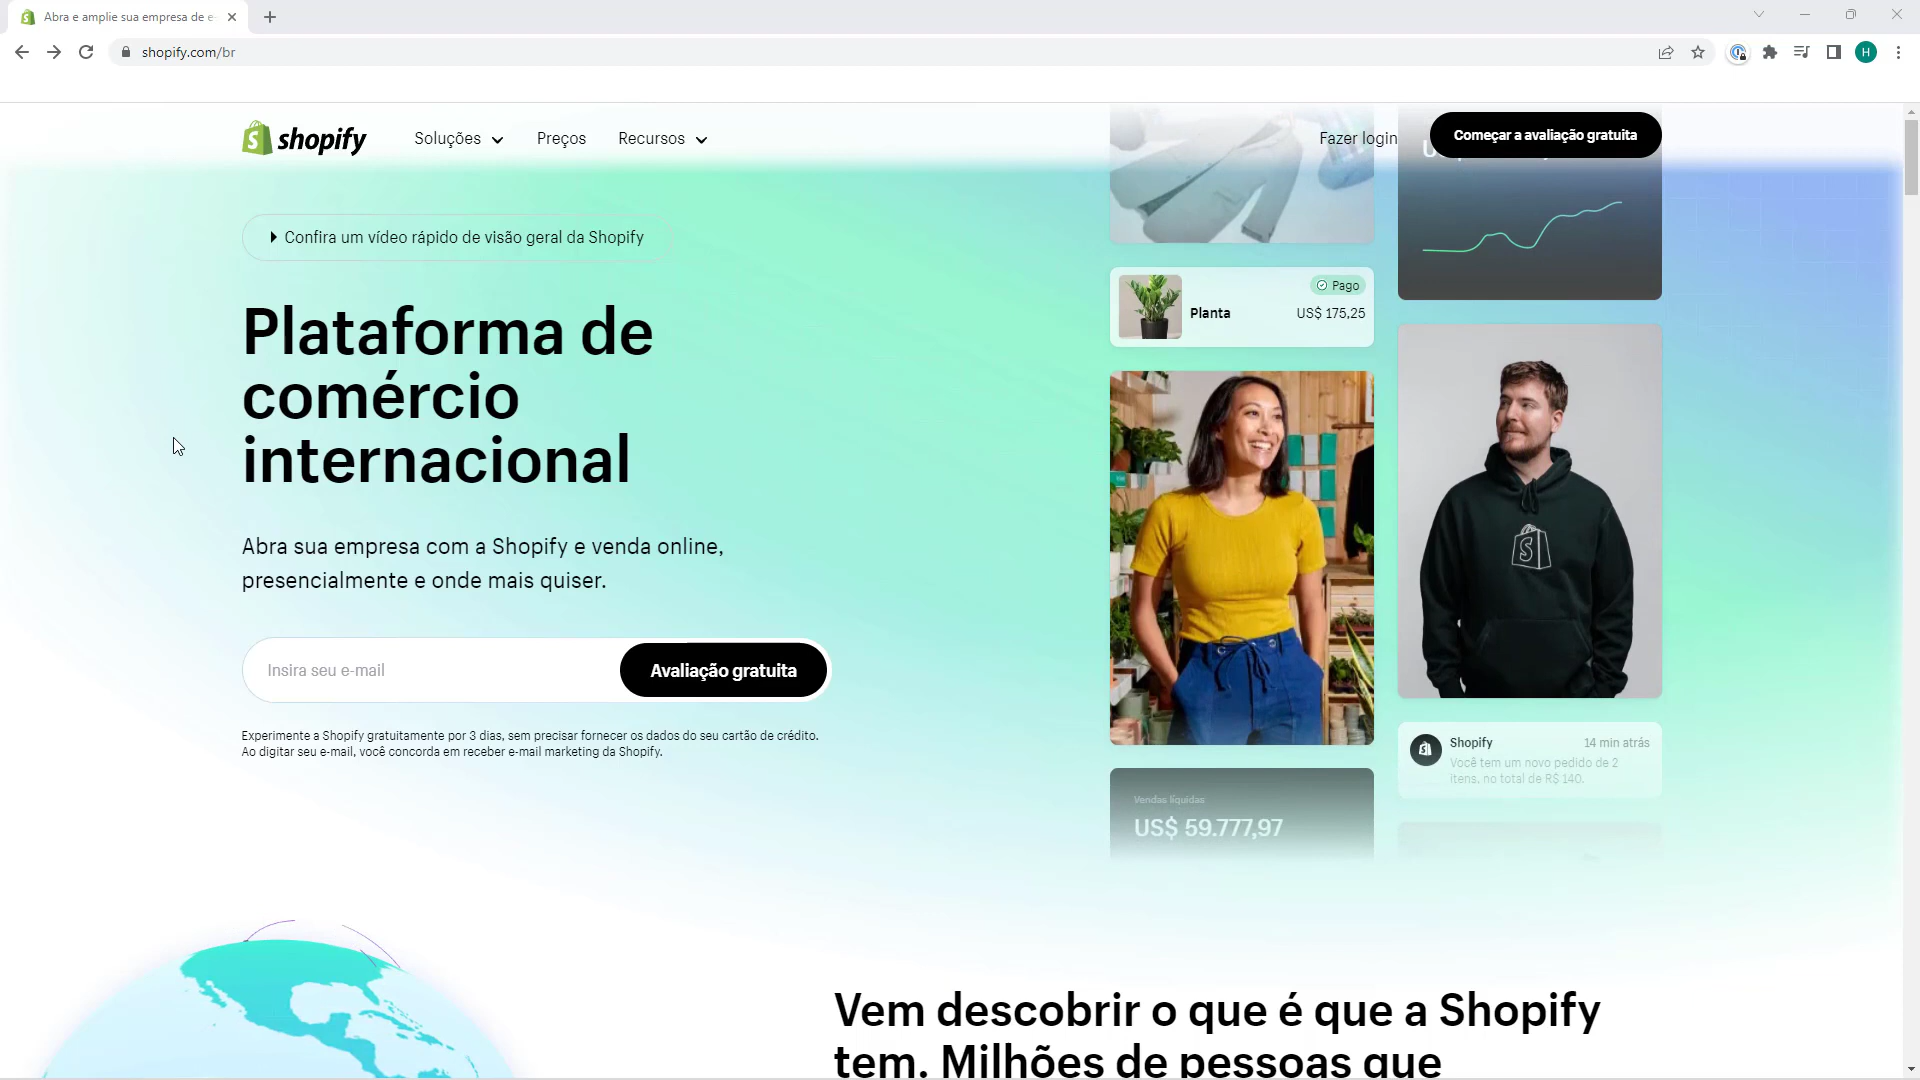 Abra e amplie sua empresa de e-
shopify.com/br
H
shopify
Soluções
Preços
Recursos
Fazer login
Começar a avaliação gratuita
Confira um vídeo rápido de visão geral da Shopify
Plataforma de
comércio
internacional
Abra sua empresa com a Shopify e venda online,
presencialmente e onde mais quiser.
Insira seu e-mail
Avaliação gratuita
Experimente a Shopify gratuitamente por 3 dias, sem precisar fornecer os dados do seu cartão de crédito.
Ao digitar seu e-mail, você concorda em receber e-mail marketing da Shopify.
Pago
Planta
US$ 175,25
Shopify
14 min atrás
Você tem um novo pedido de 2
itens, no total de R$ 140.
Vendas líquidas
US$ 59.777,97
Vem descobrir o que é que a Shopify
tem. Milhões de pessoas que